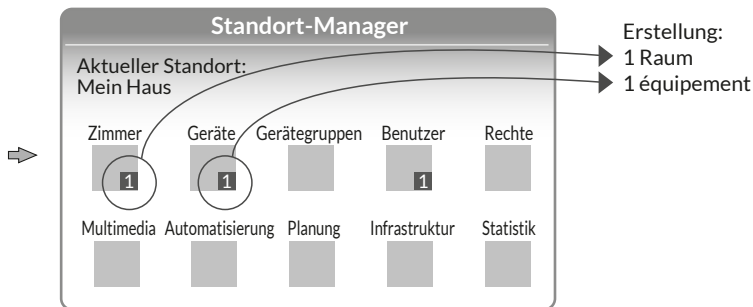 Standort-Manager
Aktueller Standort:
Mein Haus
Zimmer Geräte Gerätegruppen Benutzer Rechte
1 1 1
Multimedia Automatisierung Planung Infrastruktur Statistik
Erstellung:
1 Raum
1 équipement